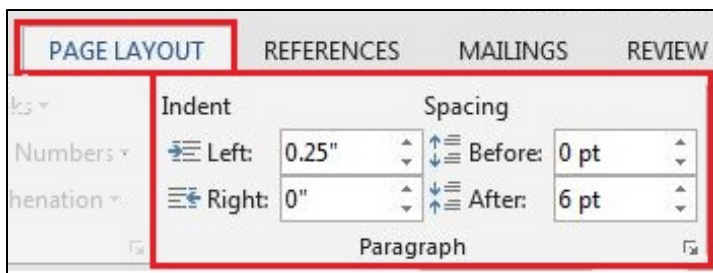 PAGE LAYOUT REFERENCES MAILINGS REVIEW
Indent Spacing
Numbers Left: 0.25" Before: 0 pt
henation Right: 0" After: 6 pt
Paragraph